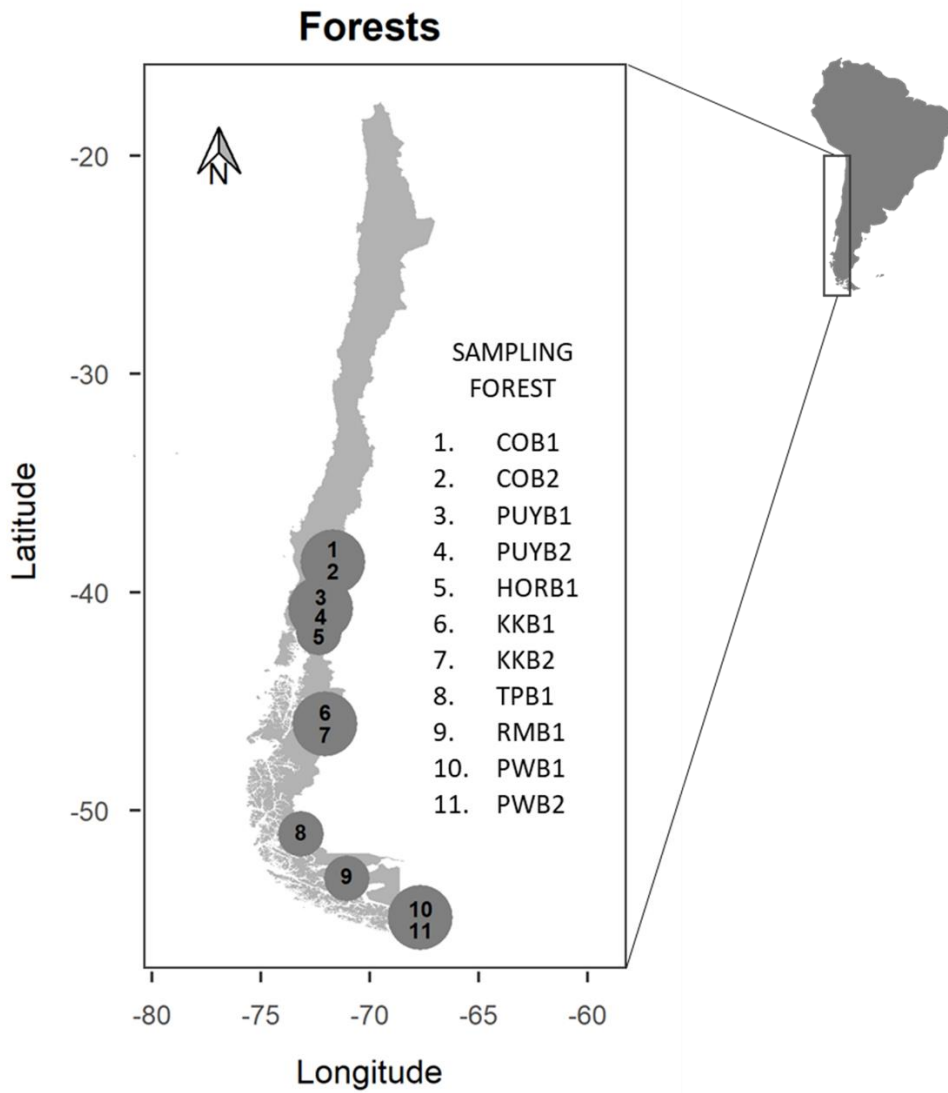 Forests
N
-20
-30
-40
-50
Latitude
SAMPLING
FOREST
1. COB1
2. COB2
3. PUYB1
4. PUYB2
5. HORB1
6. KKB1
7. KKB2
8. TPB1
9. RMB1
10. PWB1
11. PWB2
1
2
3
4
5
6
7
8
9
10
11
-80 -75 -70 -65 -60
Longitude